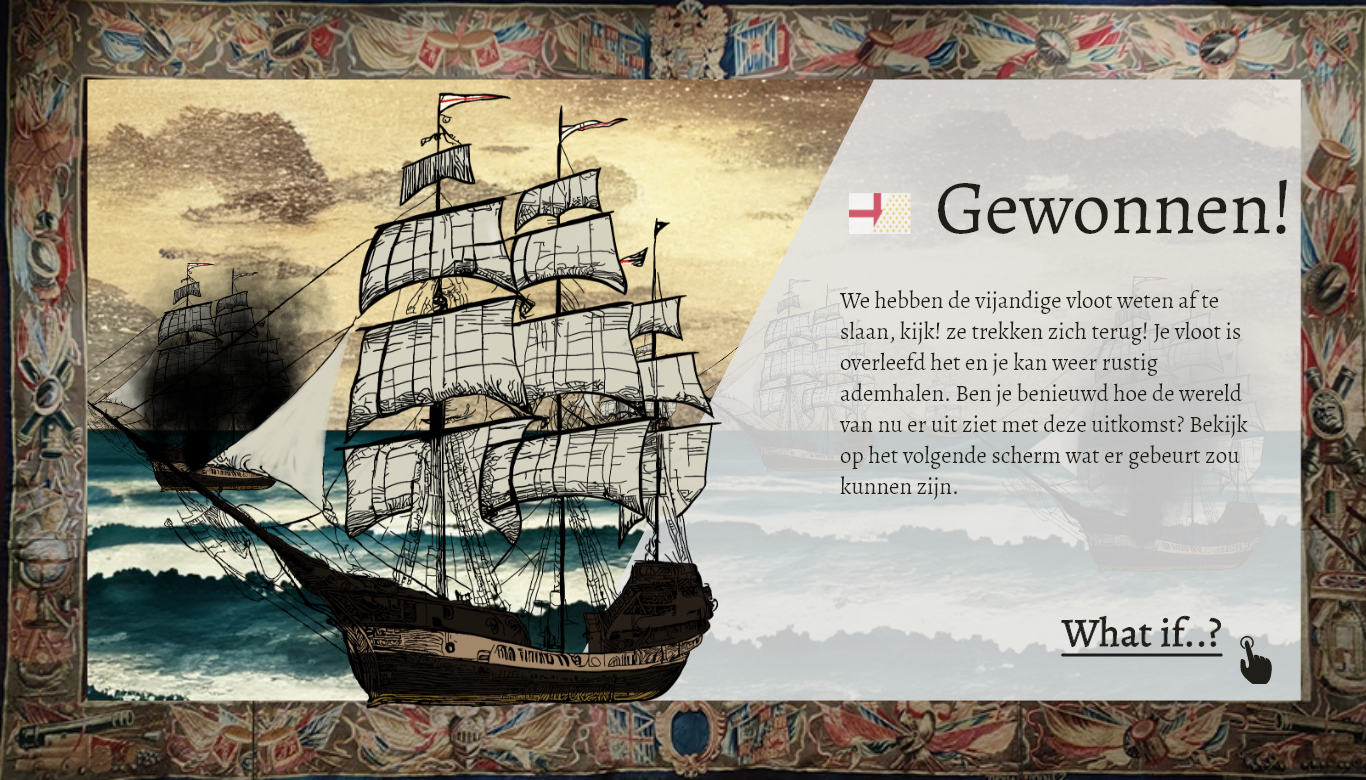 Gewonnen!
We hebben de vijandige vloot weten af te
slaan, kijk! ze trekken zich terug! Je vloot is
overleefd het en je kan weer rustig
ademhalen. Ben je benieuwd hoe de wereld
van nu er uit ziet met deze uitkomst? Bekijk
op het volgende scherm wat er gebeurt zou
kunnen zijn.
What if..?